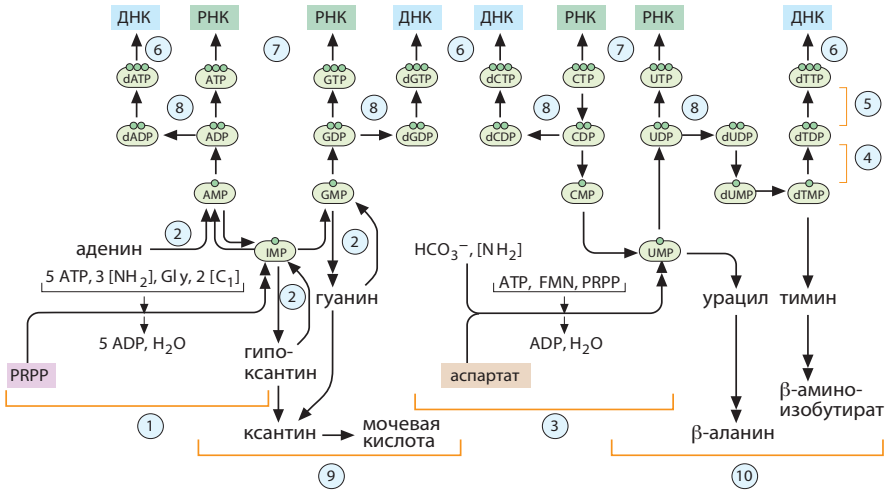 ДНК РНК РНК ДНК ДНК РНК РНК ДНК
6 7 6 7 6
dATP ATP GTP dGTP dCTP CTP UTP dTTP
8 8 8 8 5
dADP ADP GDP dGDP dCDP CDP UDP dUDP dTDP
4
AMP GMP CMP dUMP dTMP
2 2
аденин IMP HCO₃⁻, [NH₂] UMP
5 ATP, 3 [NH₂], Gly, 2 [C₁] 2 гуанин ATP, FMN, PRPP урацил тимин
5 ADP, H₂O ADP, H₂O
гипо-
ксантин
PRPP аспартат
β-амино-
изобутират
1 3
ксантин мочевая
кислота
β-аланин
9 10